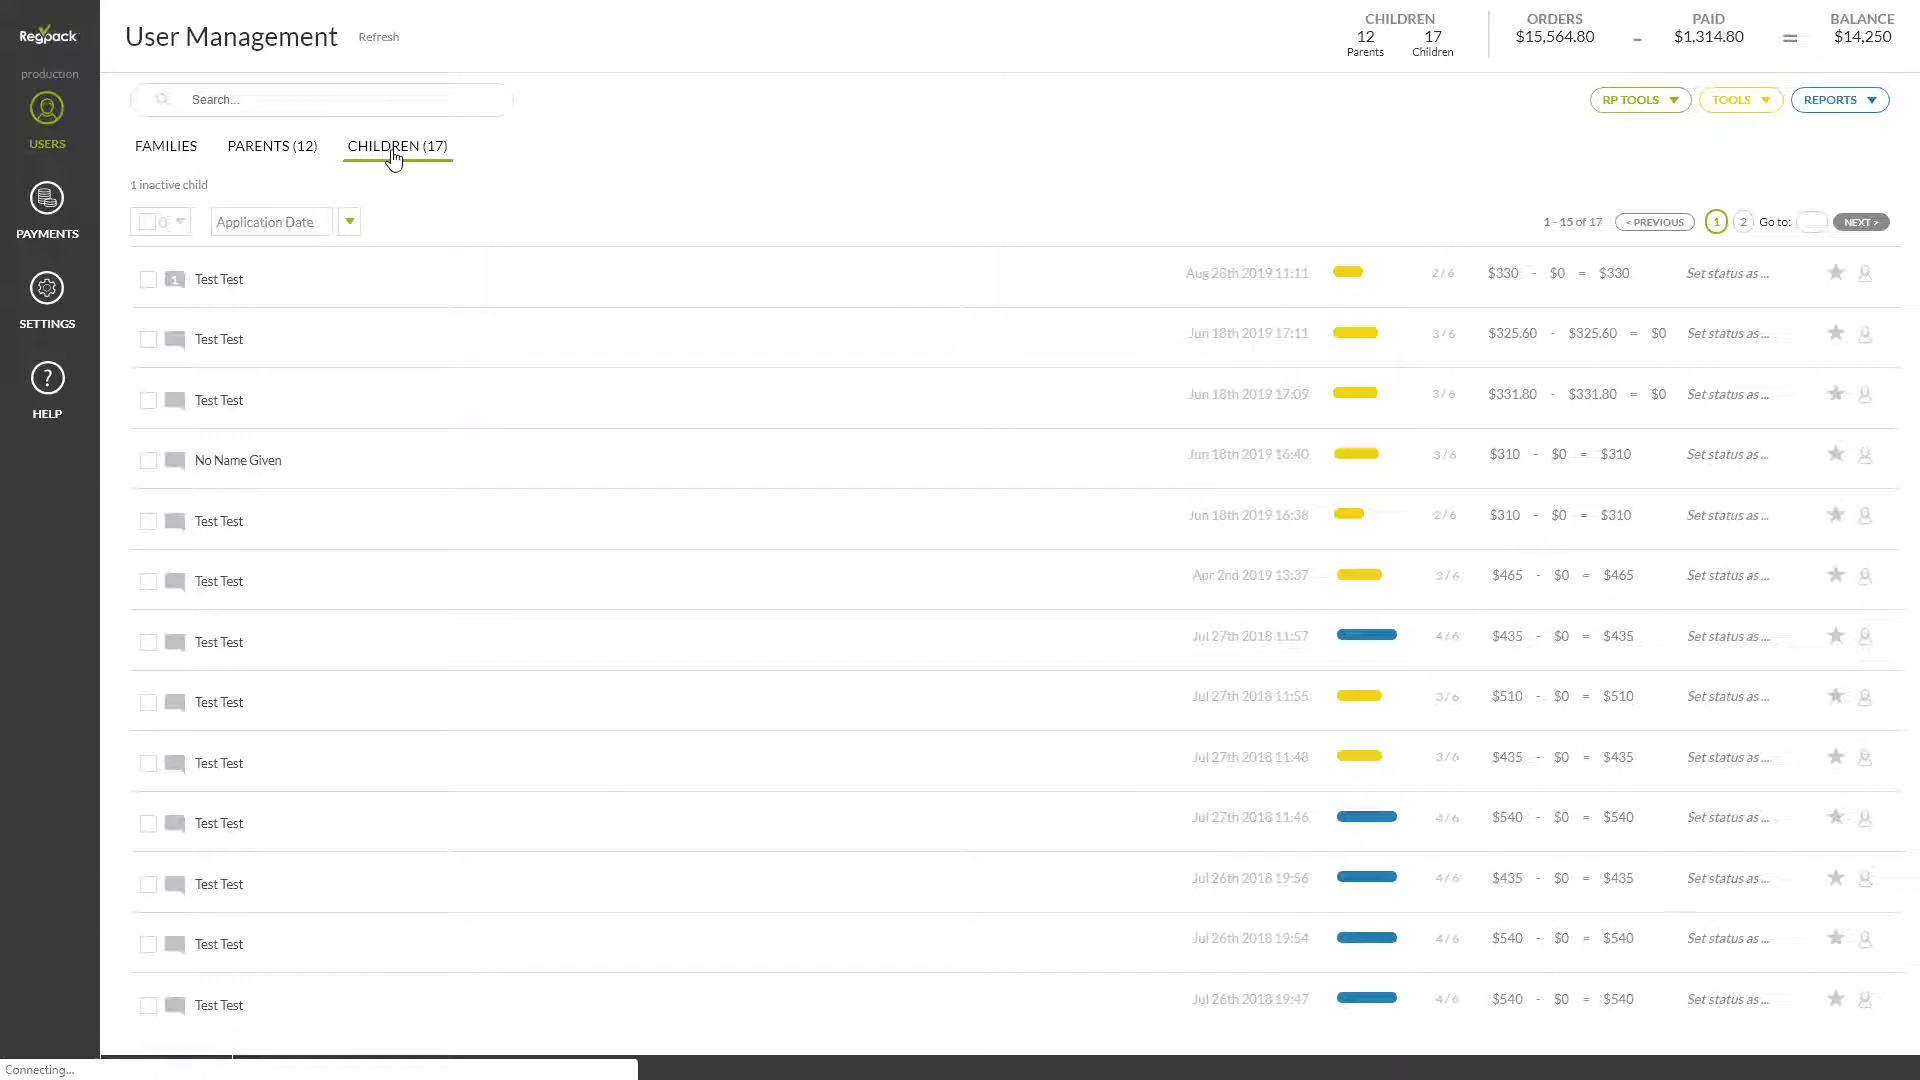 Regpack
production
USERS
PAYMENTS
SETTINGS
HELP
User Management Refresh
CHILDREN ORDERS PAID BALANCE
12 17 $15,564.80 - $1,314.80 = $14,250
Parents Children
Search...
RP TOOLS TOOLS REPORTS
FAMILIES PARENTS (12) CHILDREN (17)
1 inactive child
0 Application Date 1 - 15 of 17 < PREVIOUS 1 2 Go to: NEXT >
1 Test Test Aug 28th 2019 11:11 2 / 6 $330 - $0 = $330 Set status as ...
Test Test Jun 18th 2019 17:11 3 / 6 $325.60 - $325.60 = $0 Set status as ...
Test Test Jun 18th 2019 17:09 3 / 6 $331.80 - $331.80 = $0 Set status as ...
No Name Given Jun 18th 2019 16:40 3 / 6 $310 - $0 = $310 Set status as ...
Test Test Jun 18th 2019 16:38 2 / 6 $310 - $0 = $310 Set status as ...
Test Test Apr 2nd 2019 13:37 3 / 6 $465 - $0 = $465 Set status as ...
Test Test Jul 27th 2018 11:57 4 / 6 $435 - $0 = $435 Set status as ...
Test Test Jul 27th 2018 11:55 3 / 6 $510 - $0 = $510 Set status as ...
Test Test Jul 27th 2018 11:48 3 / 6 $435 - $0 = $435 Set status as ...
Test Test Jul 27th 2018 11:46 4 / 6 $540 - $0 = $540 Set status as ...
Test Test Jul 26th 2018 19:56 4 / 6 $435 - $0 = $435 Set status as ...
Test Test Jul 26th 2018 19:54 4 / 6 $540 - $0 = $540 Set status as ...
Test Test Jul 26th 2018 19:47 4 / 6 $540 - $0 = $540 Set status as ...
Connecting...